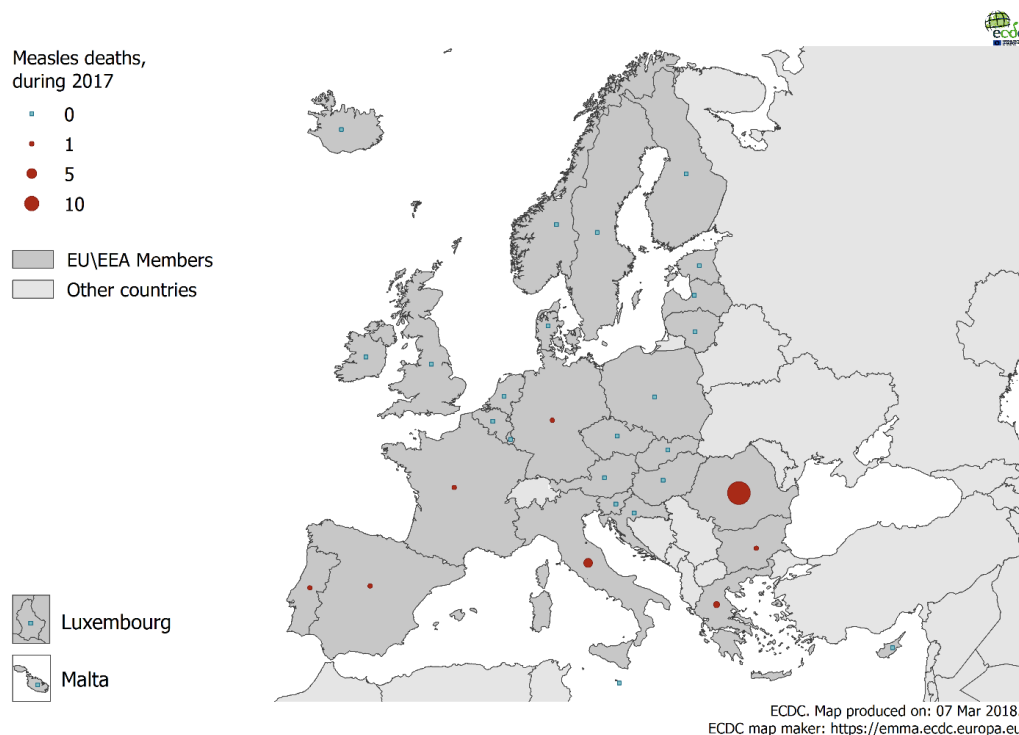 ecdc
Measles deaths,
during 2017
0
1
5
10
EU\EEA Members
Other countries
Luxembourg
Malta
ECDC. Map produced on: 07 Mar 2018.
ECDC map maker: https://emma.ecdc.europa.eu